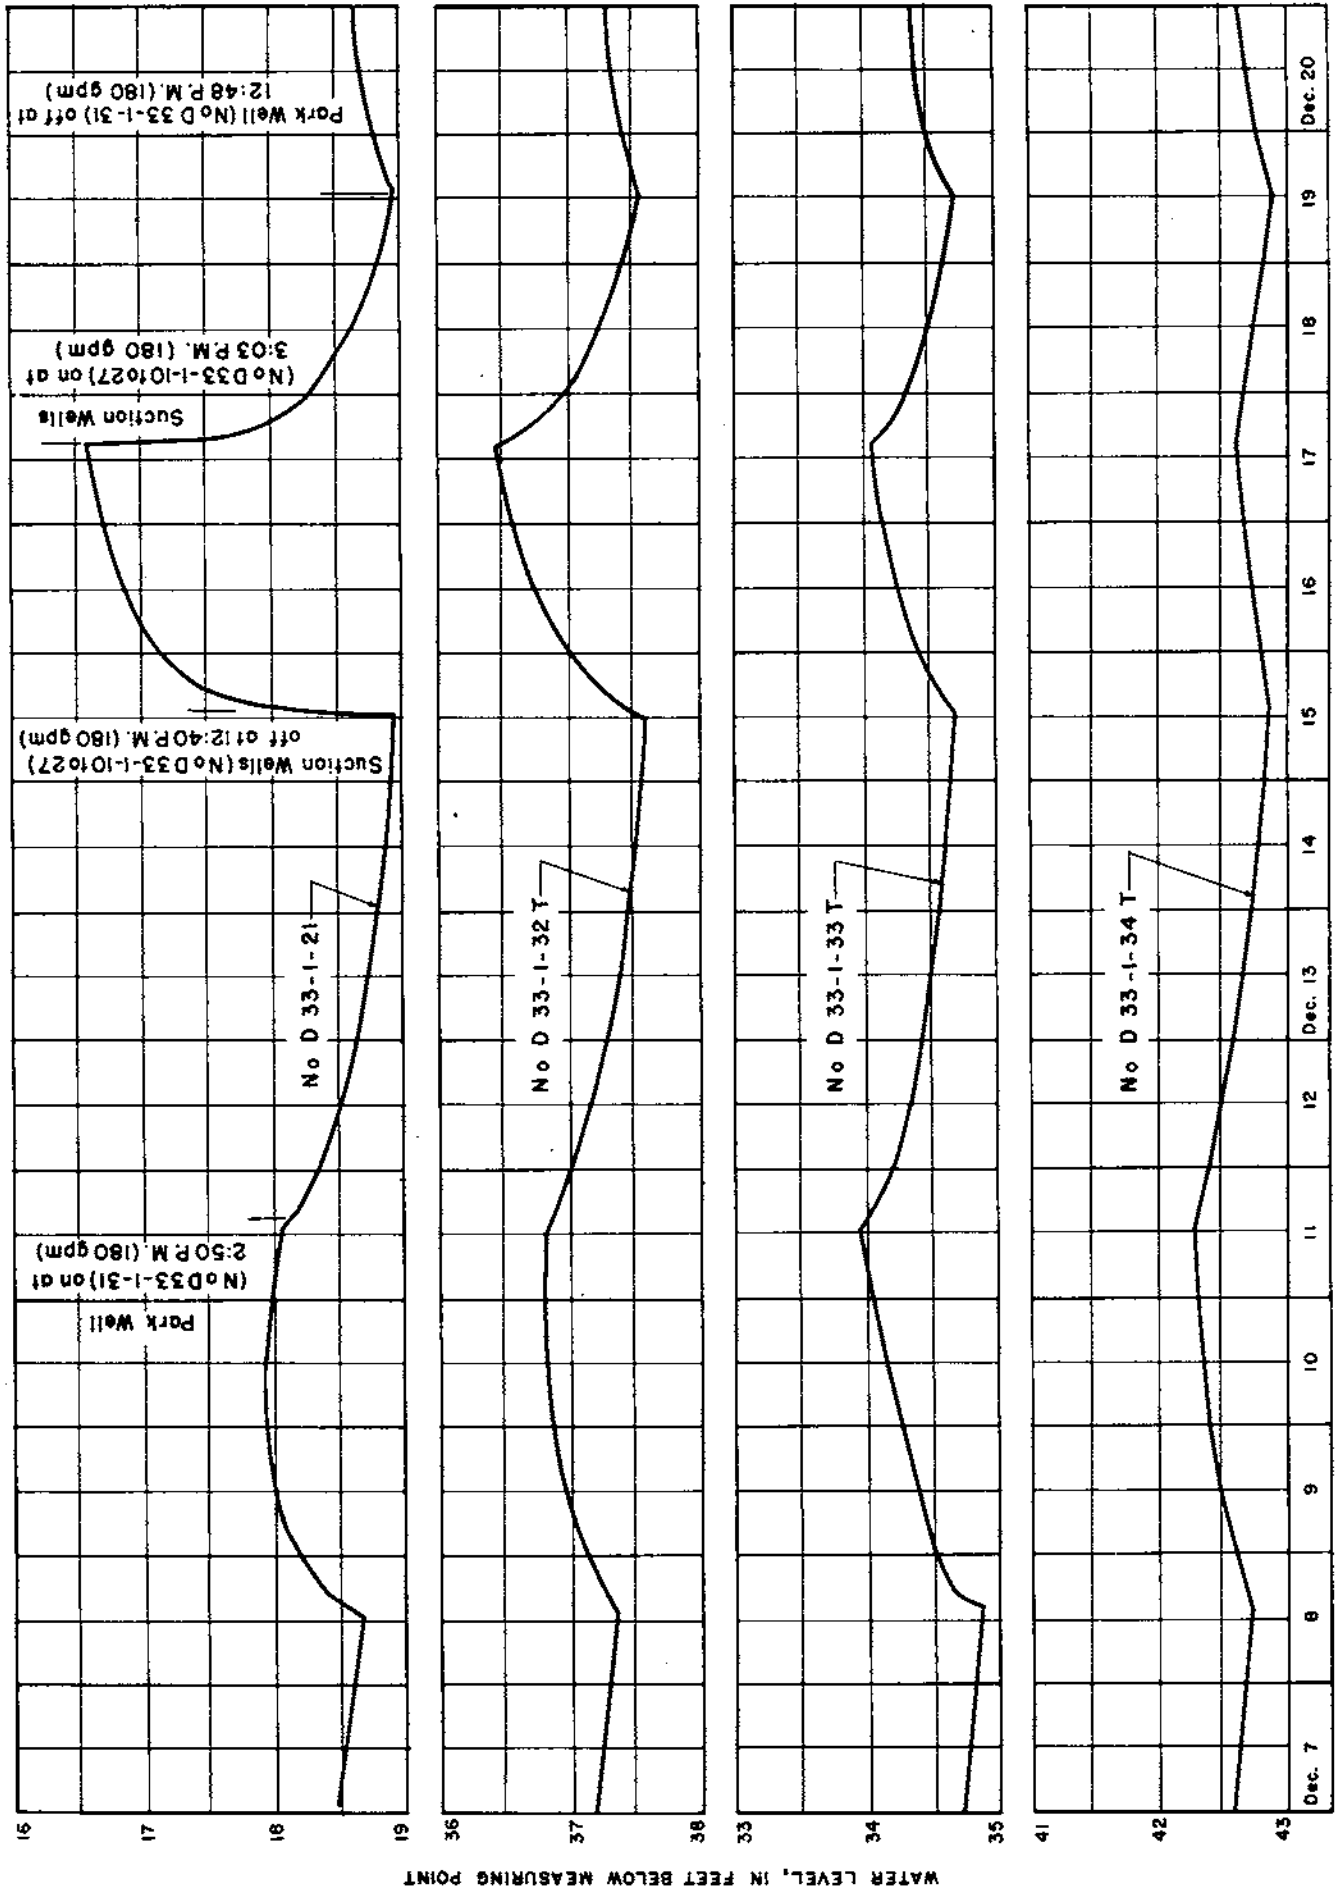 WATER LEVEL, IN FEET BELOW MEASURING POINT
16
17
18
19
Park Well
(No D33-1-31) on at
2:50 P.M. (180 gpm)
No D 33-1-21
Suction Wells (No D33-1-10 to 27)
off at 12:40 P.M. (180 gpm)
Suction Wells
(No D33-1-10 to 27) on at
3:03 P.M. (180 gpm)
Park Well (No D 33-1-31) off at
12:48 P.M. (180 gpm)
36
37
38
No D 33-1-32 T
33
34
35
No D 33-1-33 T
41
42
43
No D 33-1-34 T
Dec. 7
8
9
10
11
12
Dec. 13
14
15
16
17
18
19
Dec. 20